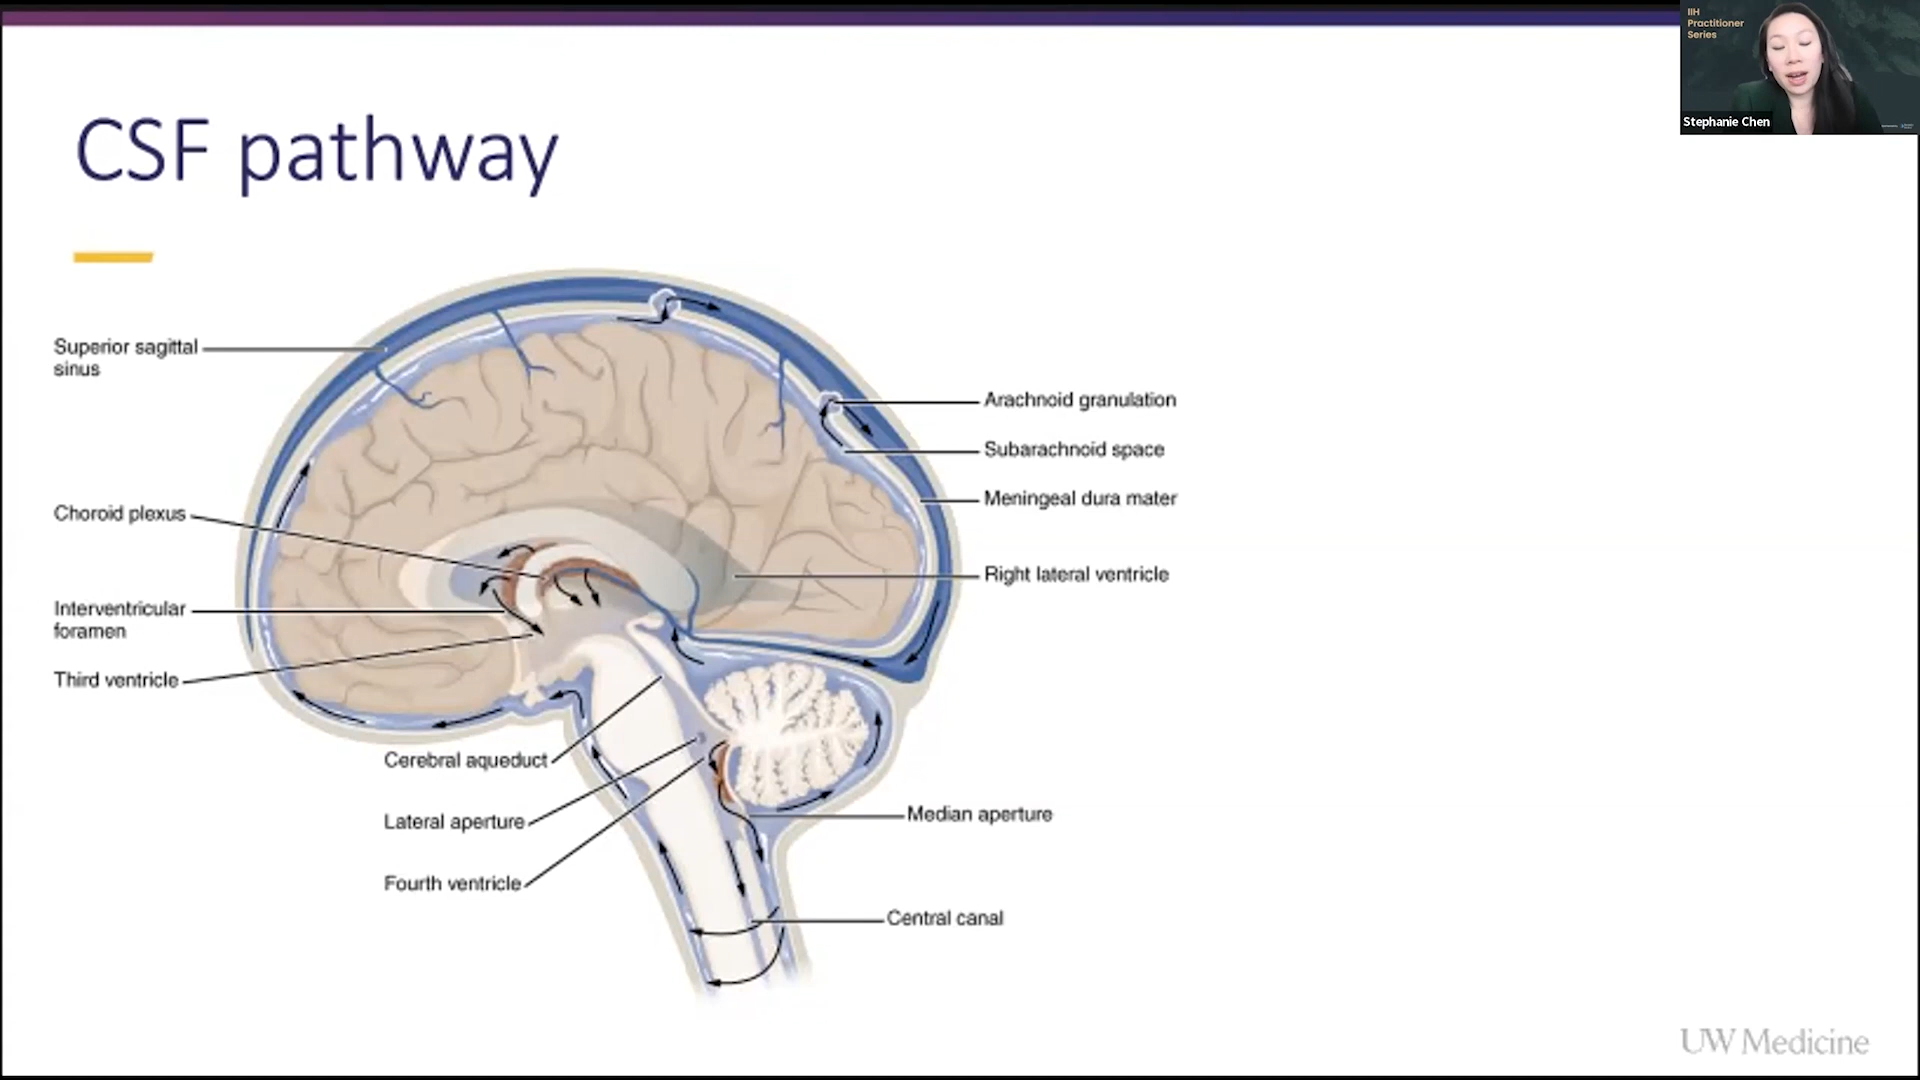 IIH
Practitioner
Series
Stephanie Chen
CSF pathway
Superior sagittal
sinus
Choroid plexus
Interventricular
foramen
Third ventricle
Cerebral aqueduct
Lateral aperture
Fourth ventricle
Arachnoid granulation
Subarachnoid space
Meningeal dura mater
Right lateral ventricle
Median aperture
Central canal
UW Medicine